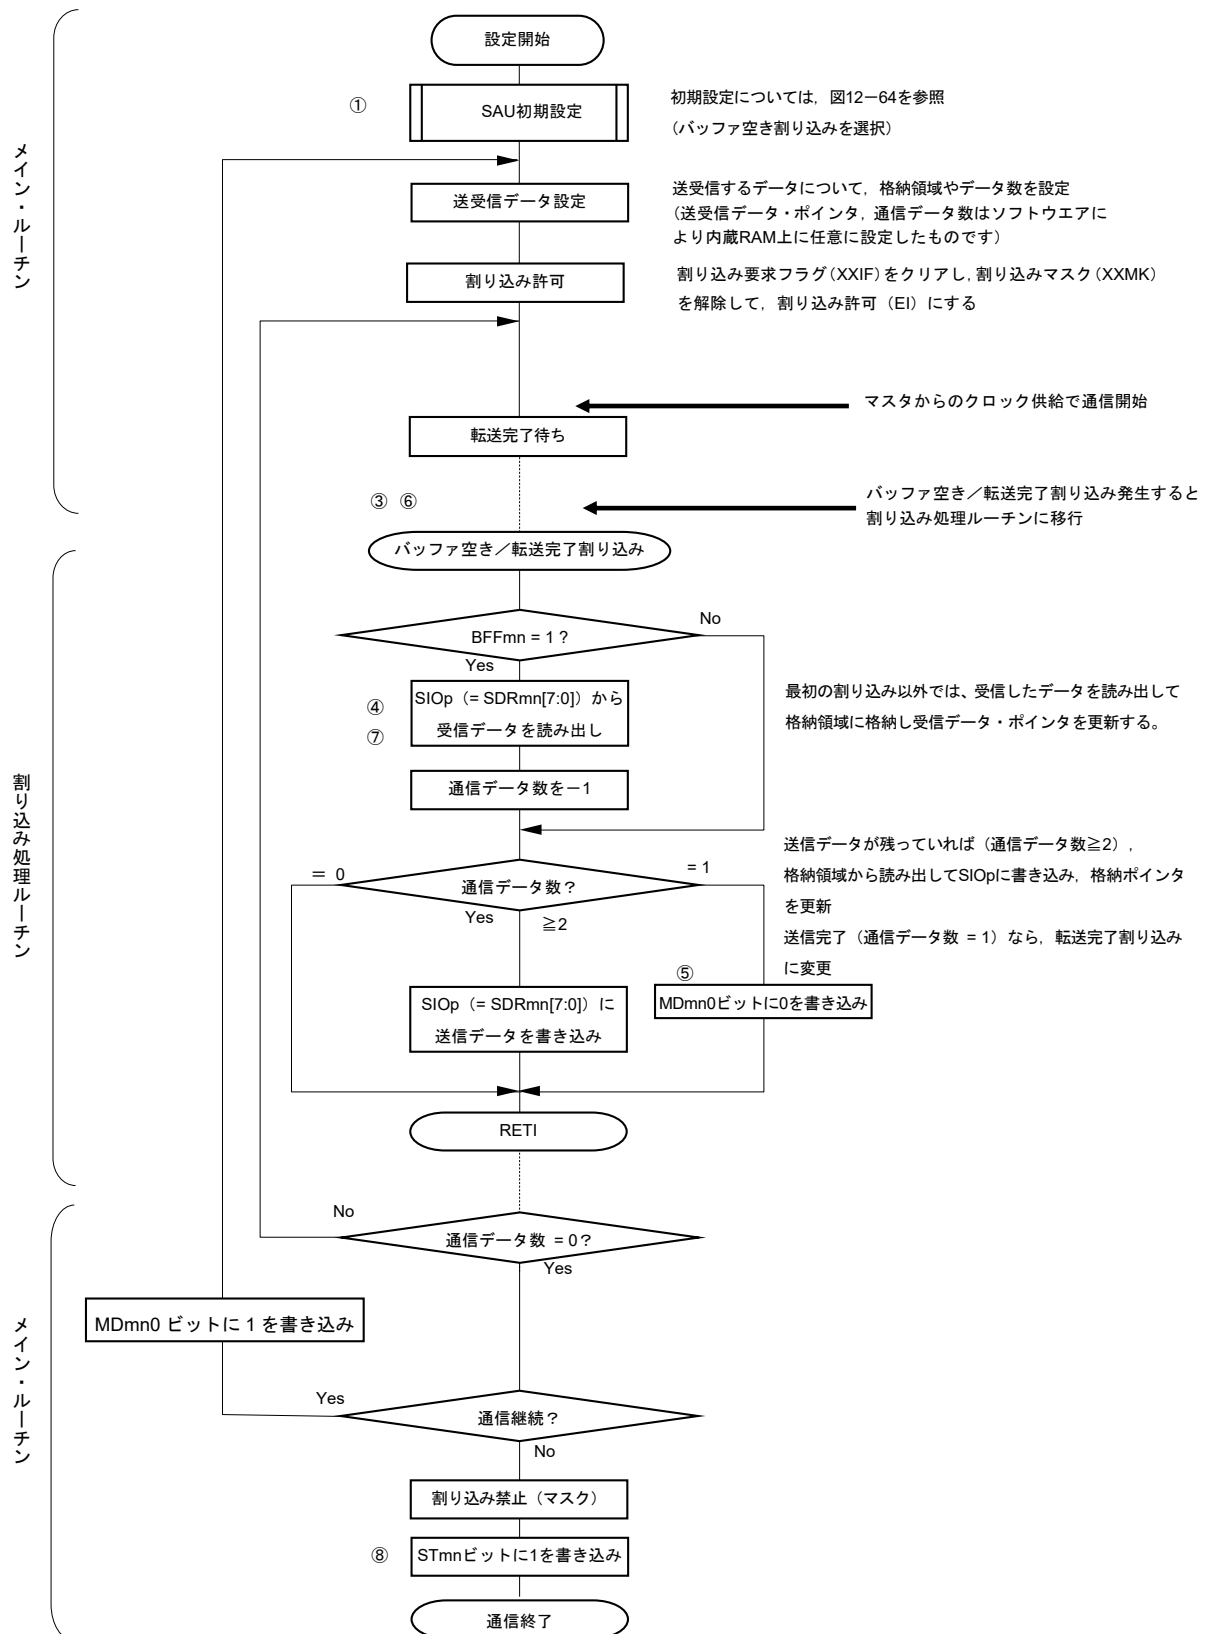 設定開始
①
SAU初期設定
初期設定については，図12－64を参照
（バッファ空き割り込みを選択）
メイン・ルーチン
送受信データ設定
送受信するデータについて，格納領域やデータ数を設定
（送受信データ・ポインタ，通信データ数はソフトウエアに
より内蔵RAM上に任意に設定したものです）
割り込み許可
割り込み要求フラグ（XXIF）をクリアし，割り込みマスク（XXMK）
を解除して，割り込み許可（EI）にする
マスタからのクロック供給で通信開始
転送完了待ち
③ ⑥
バッファ空き／転送完了割り込み発生すると
割り込み処理ルーチンに移行
バッファ空き／転送完了割り込み
割り込み処理ルーチン
BFFmn = 1？
No
Yes
④
⑦
SIOp（= SDRmn[7:0]）から
受信データを読み出し
最初の割り込み以外では、受信したデータを読み出して
格納領域に格納し受信データ・ポインタを更新する。
通信データ数を－1
通信データ数？
＝ 0
= 1
Yes
≧2
送信データが残っていれば（通信データ数≧2），
格納領域から読み出してSIOpに書き込み，格納ポインタ
を更新
送信完了（通信データ数 = 1）なら，転送完了割り込み
に変更
⑤
MDmn0ビットに0を書き込み
SIOp（= SDRmn[7:0]）に
送信データを書き込み
RETI
メイン・ルーチン
No
通信データ数 = 0？
Yes
MDmn0 ビットに 1 を書き込み
Yes
通信継続？
No
割り込み禁止（マスク）
⑧
STmnビットに1を書き込み
通信終了